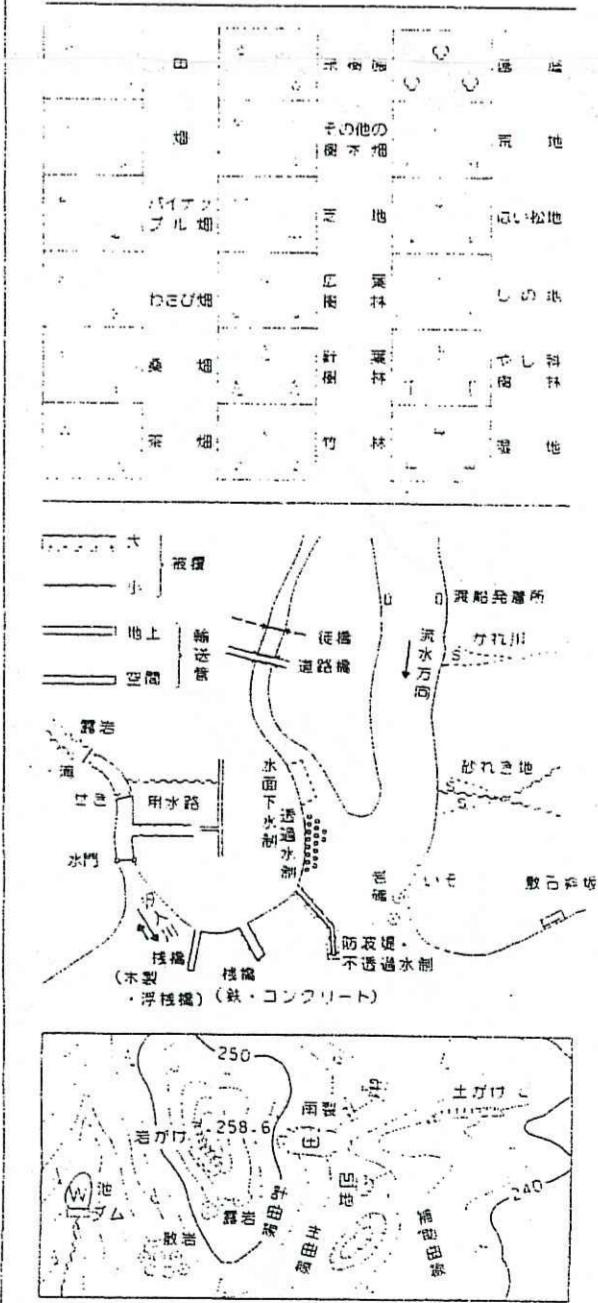 田
果樹園
庭園
畑
その他の
樹木畑
荒地
パイナッ
プル畑
芝地
はい松地
わさび畑
広葉
樹林
しの地
桑畑
針葉
樹林
やし科
樹林
茶畑
竹林
湿地
大
小
被覆
地上
空間
輸送管
徒橋
道路橋
渡船発着所
流水方向
かれ川
S
露岩
滝
せき
用水路
水門
水面下水制
透過水制
砂れき地
S
S
いそ
敷石斜坂
桟橋
(木製
・浮桟橋)
桟橋
(鉄・コンクリート)
防波堤・
不透過水制
250
258.6
岩がけ
露岩
散岩
計曲線
主曲線
池
W
ダム
土がけ
240